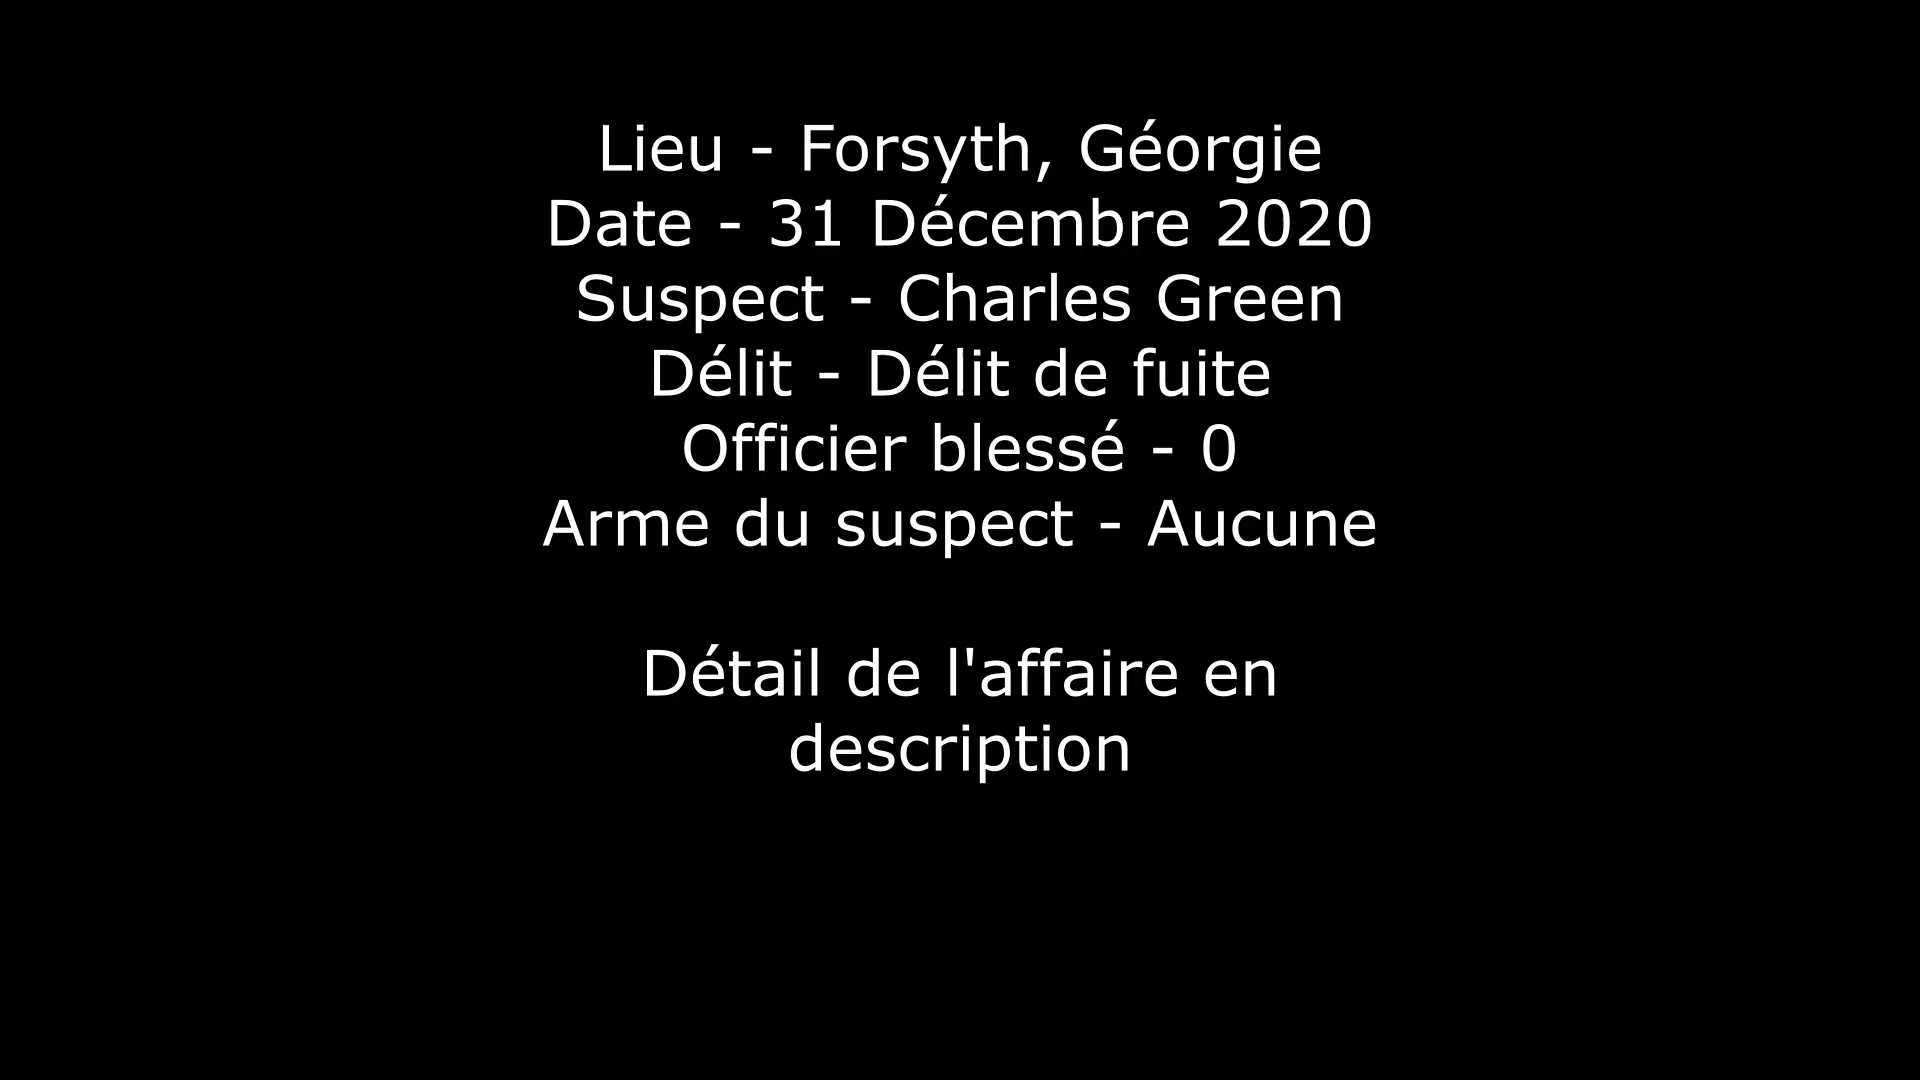 Lieu - Forsyth, Géorgie
Date - 31 Décembre 2020
Suspect - Charles Green
Délit - Délit de fuite
Officier blessé - 0
Arme du suspect - Aucune
Détail de l'affaire en
description